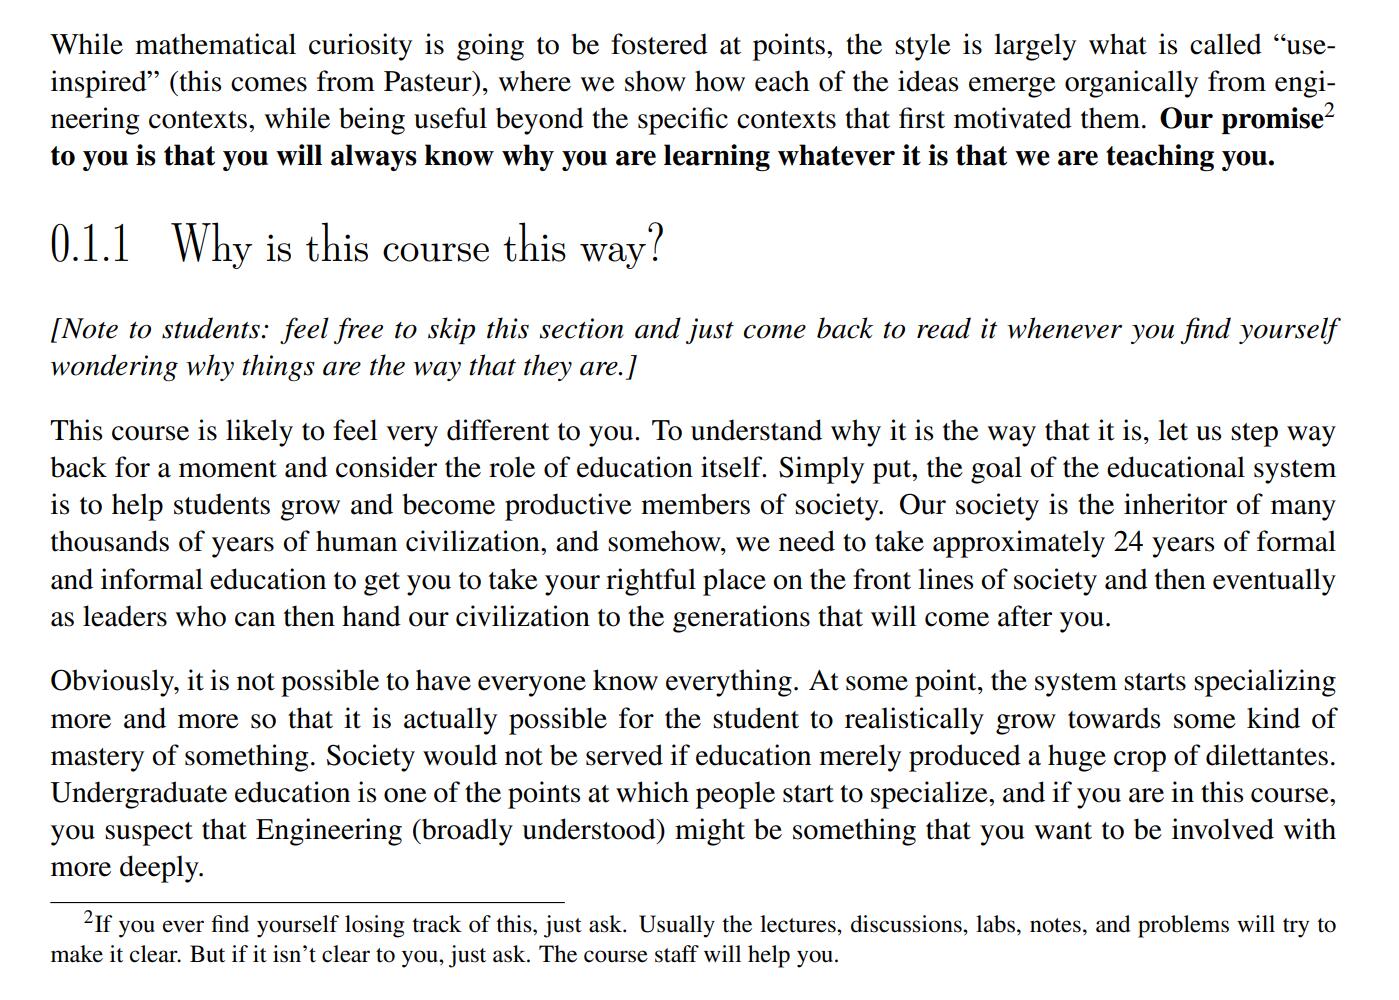 While mathematical curiosity is going to be fostered at points, the style is largely what is called “use-
inspired” (this comes from Pasteur), where we show how each of the ideas emerge organically from engi-
neering contexts, while being useful beyond the specific contexts that first motivated them. Our promise2
to you is that you will always know why you are learning whatever it is that we are teaching you.
0.1.1 Why is this course this way?
[Note to students: feel free to skip this section and just come back to read it whenever you find yourself
wondering why things are the way that they are.]
This course is likely to feel very different to you. To understand why it is the way that it is, let us step way
back for a moment and consider the role of education itself. Simply put, the goal of the educational system
is to help students grow and become productive members of society. Our society is the inheritor of many
thousands of years of human civilization, and somehow, we need to take approximately 24 years of formal
and informal education to get you to take your rightful place on the front lines of society and then eventually
as leaders who can then hand our civilization to the generations that will come after you.
Obviously, it is not possible to have everyone know everything. At some point, the system starts specializing
more and more so that it is actually possible for the student to realistically grow towards some kind of
mastery of something. Society would not be served if education merely produced a huge crop of dilettantes.
Undergraduate education is one of the points at which people start to specialize, and if you are in this course,
you suspect that Engineering (broadly understood) might be something that you want to be involved with
more deeply.
2If you ever find yourself losing track of this, just ask. Usually the lectures, discussions, labs, notes, and problems will try to
make it clear. But if it isn’t clear to you, just ask. The course staff will help you.